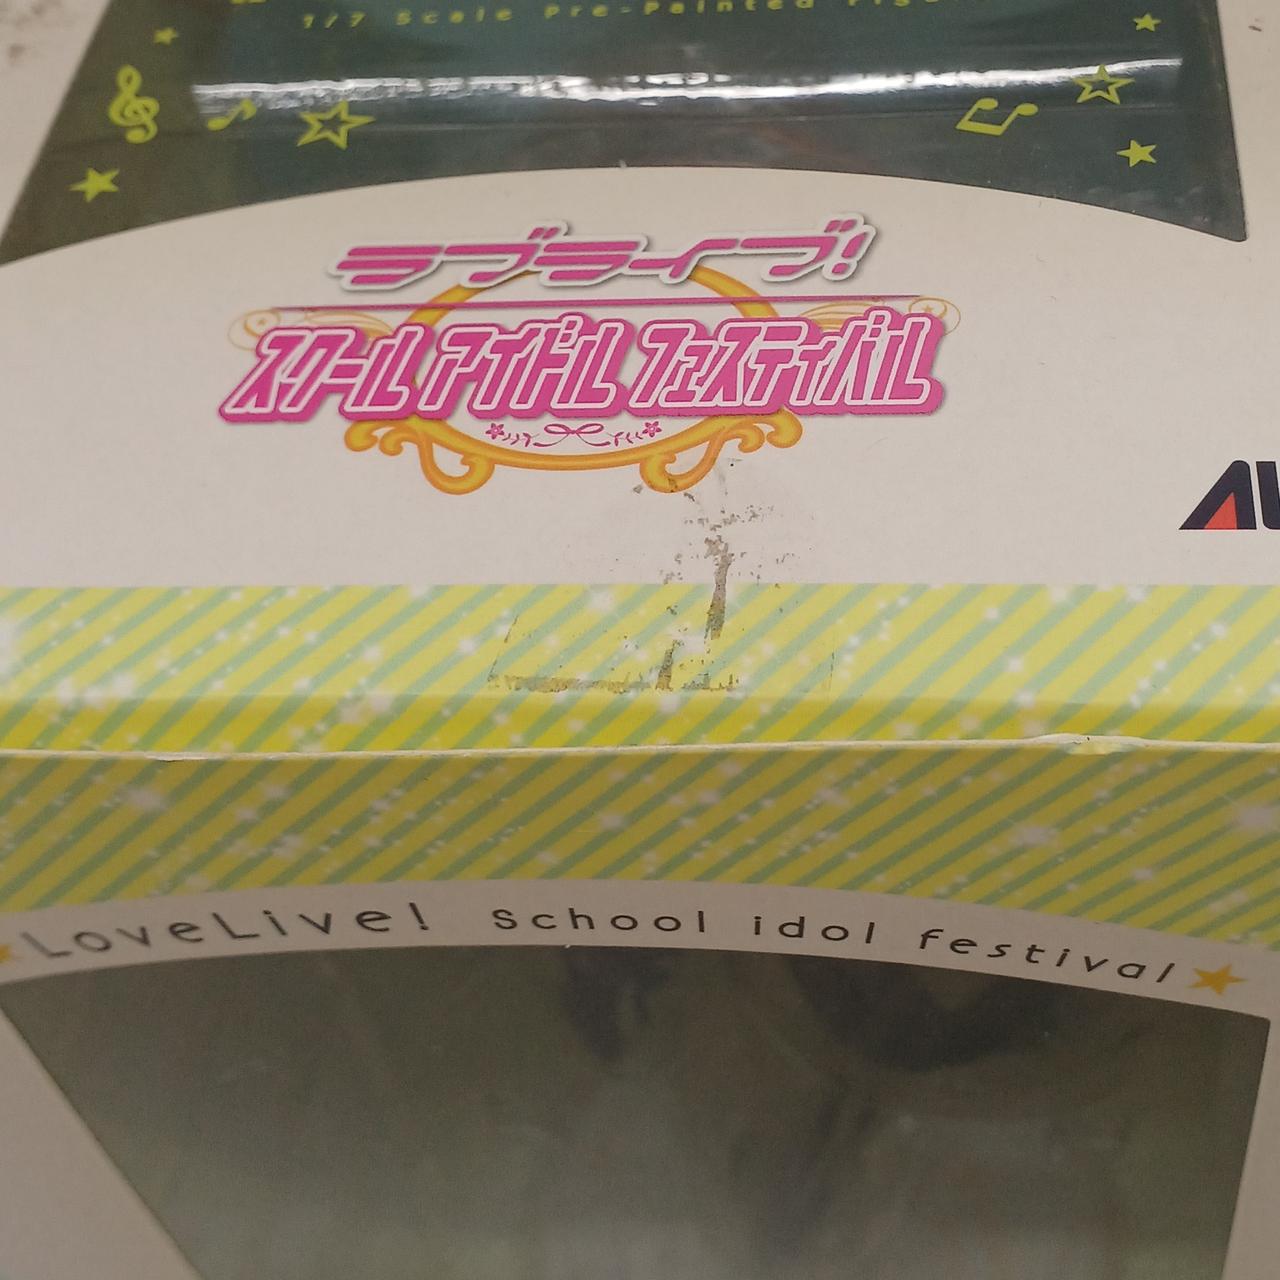 1/7 Scale Pre-Painted
ラブライブ!
スクールアイドルフェスティバル
LoveLive! school idol festival